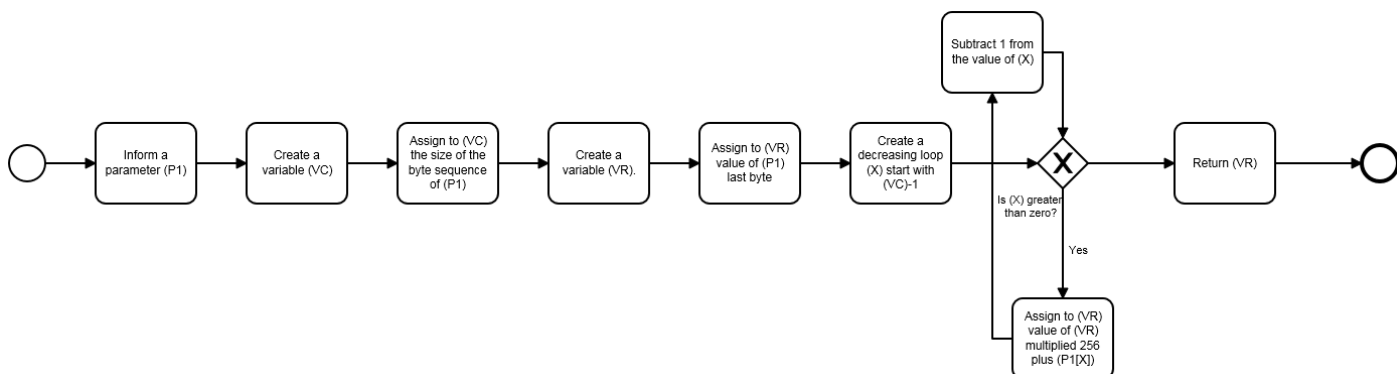 Subtract 1 from
the value of (X)
Inform a
parameter (P1)
Create a
variable (VC)
Assign to (VC)
the size of the
byte sequence
of (P1)
Create a
variable (VR).
Assign to (VR)
value of (P1)
last byte
Create a
decreasing loop
(X) start with
(VC)-1
X
Return (VR)
Is (X) greater
than zero?
Yes
Assign to (VR)
value of (VR)
multiplied 256
plus (P1[X])